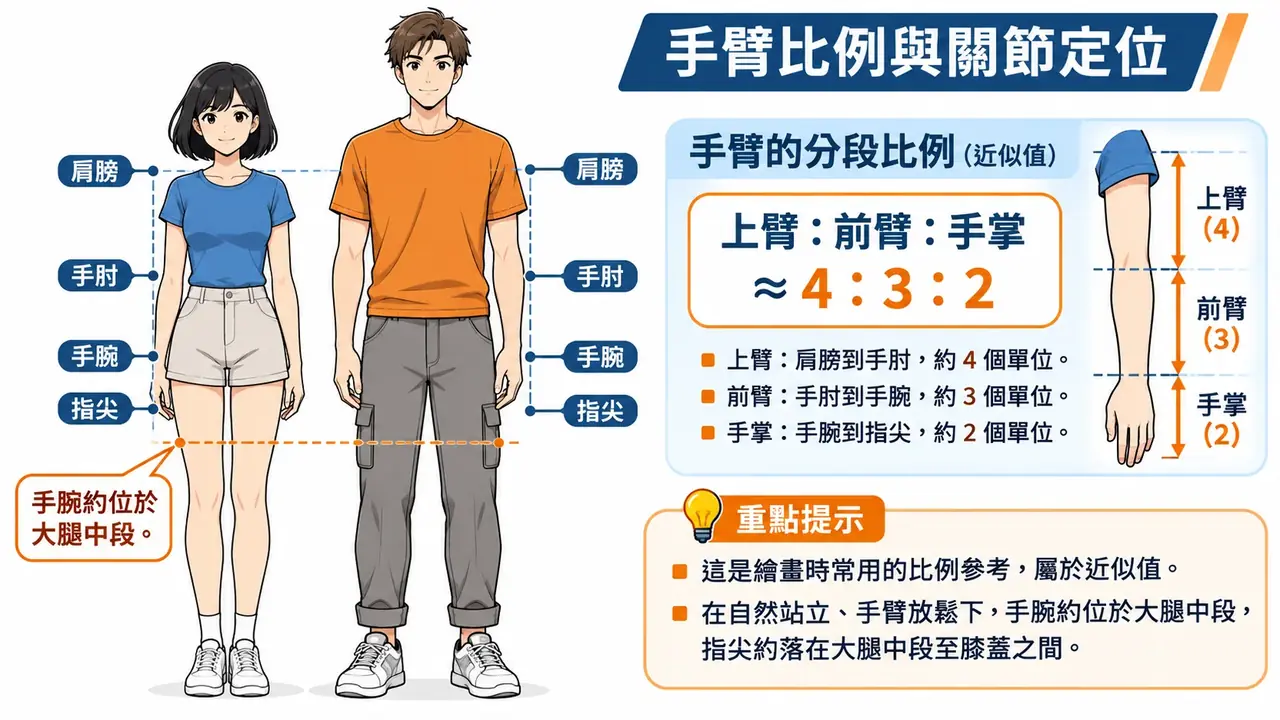 手臂比例與關節定位
肩膀
手肘
手腕
指尖
肩膀
手肘
手腕
指尖
手腕約位於
大腿中段。
手臂的分段比例(近似值)
上臂：前臂：手掌
≈ 4：3：2
上臂：肩膀到手肘，約 4 個單位。
前臂：手肘到手腕，約 3 個單位。
手掌：手腕到指尖，約 2 個單位。
上臂
(4)
前臂
(3)
手掌
(2)
重點提示
這是繪畫時常用的比例參考，屬於近似值。
在自然站立、手臂放鬆下，手腕約位於大腿中段，
指尖約落在大腿中段至膝蓋之間。